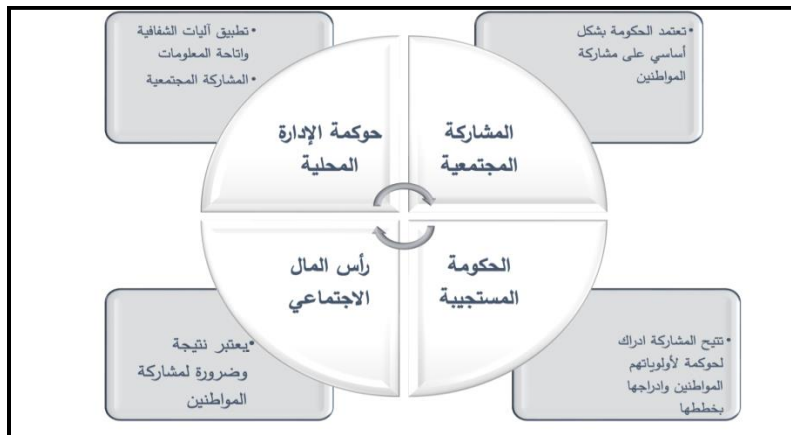 •تعتمد الحكومة بشكل
أساسي على مشاركة
المواطنين
•تطبيق آليات الشفافية
واتاحة المعلومات
•المشاركة المجتمعية
المشاركة
المجتمعية
حوكمة الإدارة
المحلية
الحكومة
المستجيبة
رأس المال
الاجتماعي
•تتيح المشاركة ادراك
لحوكمة لأولوياتهم
المواطنين وادراجها
بخططها
•يعتبر نتيجة
وضرورة لمشاركة
المواطنين